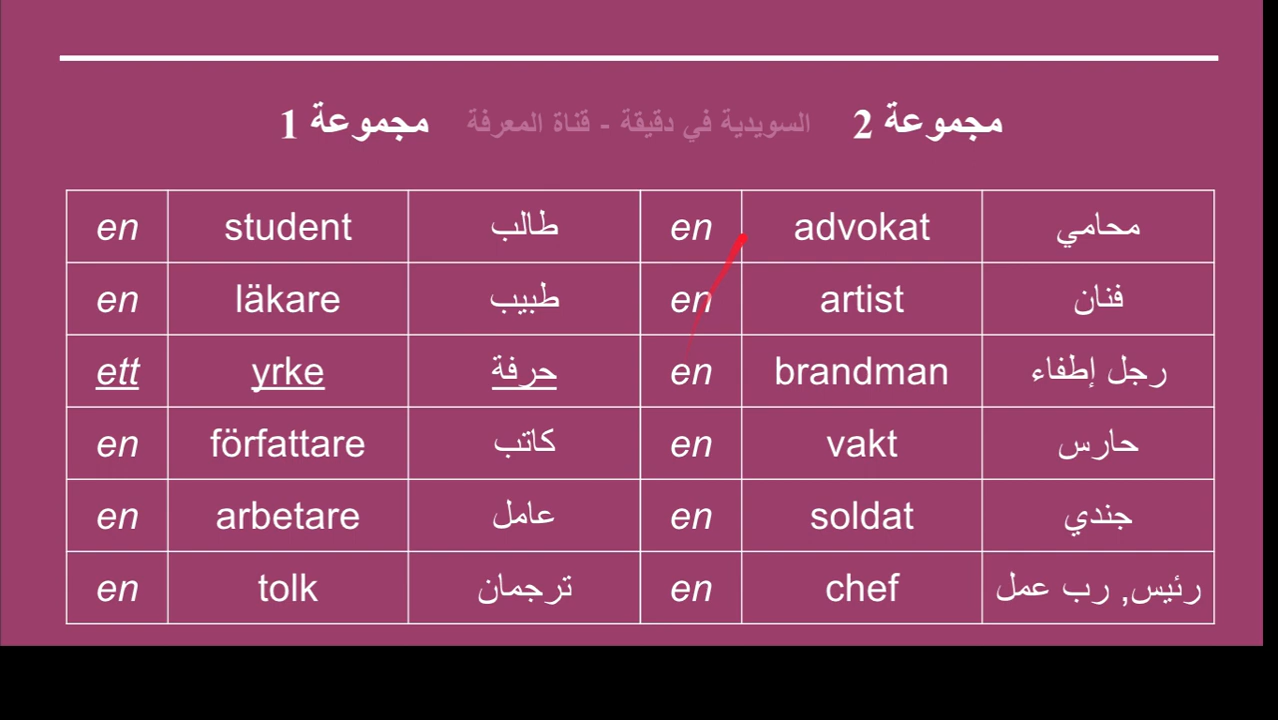 مجموعة 1 السويدية في دقيقة - قناة المعرفة مجموعة 2
en student طالب en advokat محامي
en läkare طبيب en artist فنان
ett yrke حرفة en brandman رجل إطفاء
en författare كاتب en vakt حارس
en arbetare عامل en soldat جندي
en tolk ترجمان en chef رئيس, رب عمل